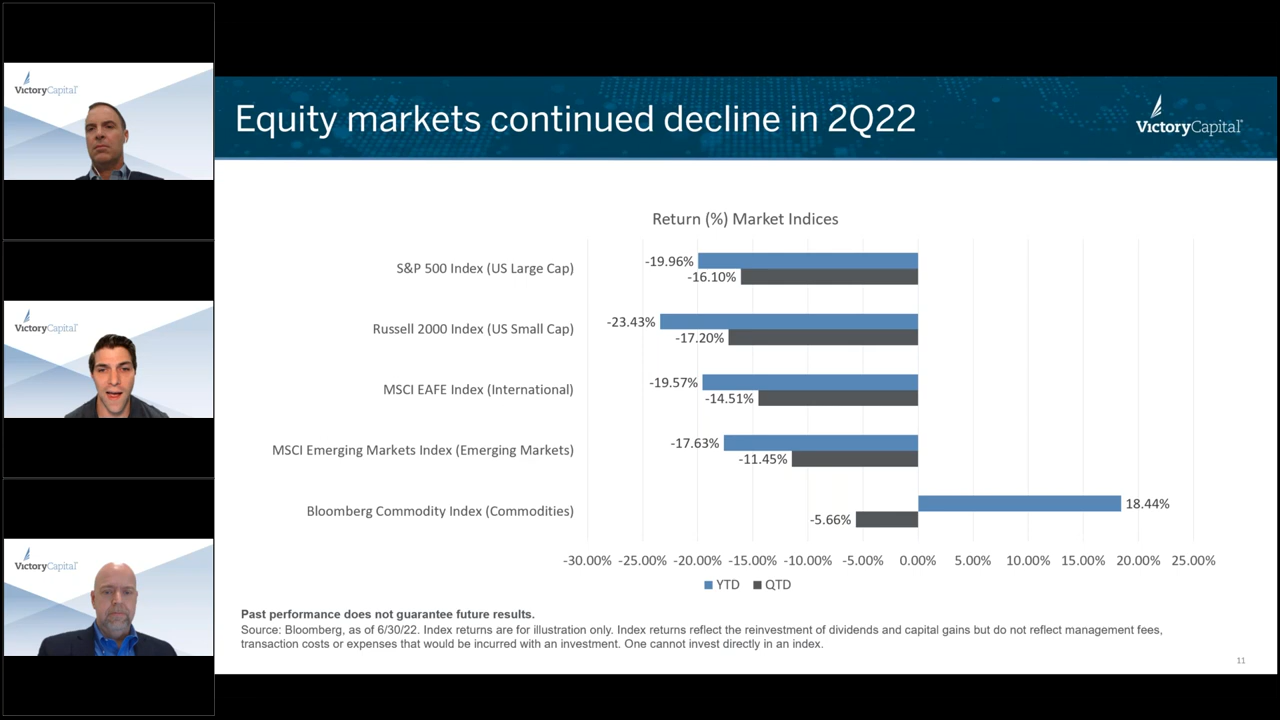 VictoryCapital
VictoryCapital
VictoryCapital
Equity markets continued decline in 2Q22
VictoryCapital
Return (%) Market Indices
S&P 500 Index (US Large Cap)
-19.96%
-16.10%
Russell 2000 Index (US Small Cap)
-23.43%
-17.20%
MSCI EAFE Index (International)
-19.57%
-14.51%
MSCI Emerging Markets Index (Emerging Markets)
-17.63%
-11.45%
Bloomberg Commodity Index (Commodities)
18.44%
-5.66%
-30.00% -25.00% -20.00% -15.00% -10.00% -5.00% 0.00% 5.00% 10.00% 15.00% 20.00% 25.00%
YTD QTD
Past performance does not guarantee future results.
Source: Bloomberg, as of 6/30/22. Index returns are for illustration only. Index returns reflect the reinvestment of dividends and capital gains but do not reflect management fees,
transaction costs or expenses that would be incurred with an investment. One cannot invest directly in an index.
11